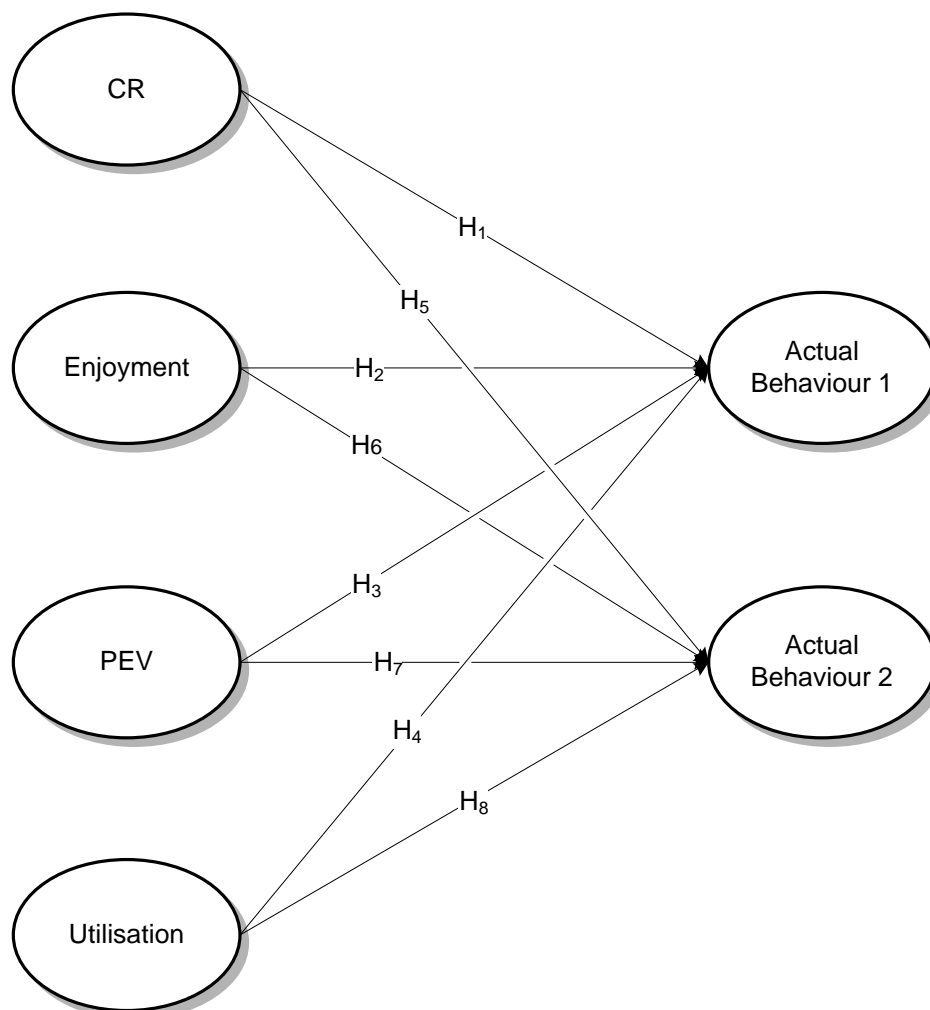 CR
H₁
H₅
Enjoyment
H₂
Actual
Behaviour 1
H6
H₃
PEV
H₇
Actual
Behaviour 2
H₄
H₈
Utilisation